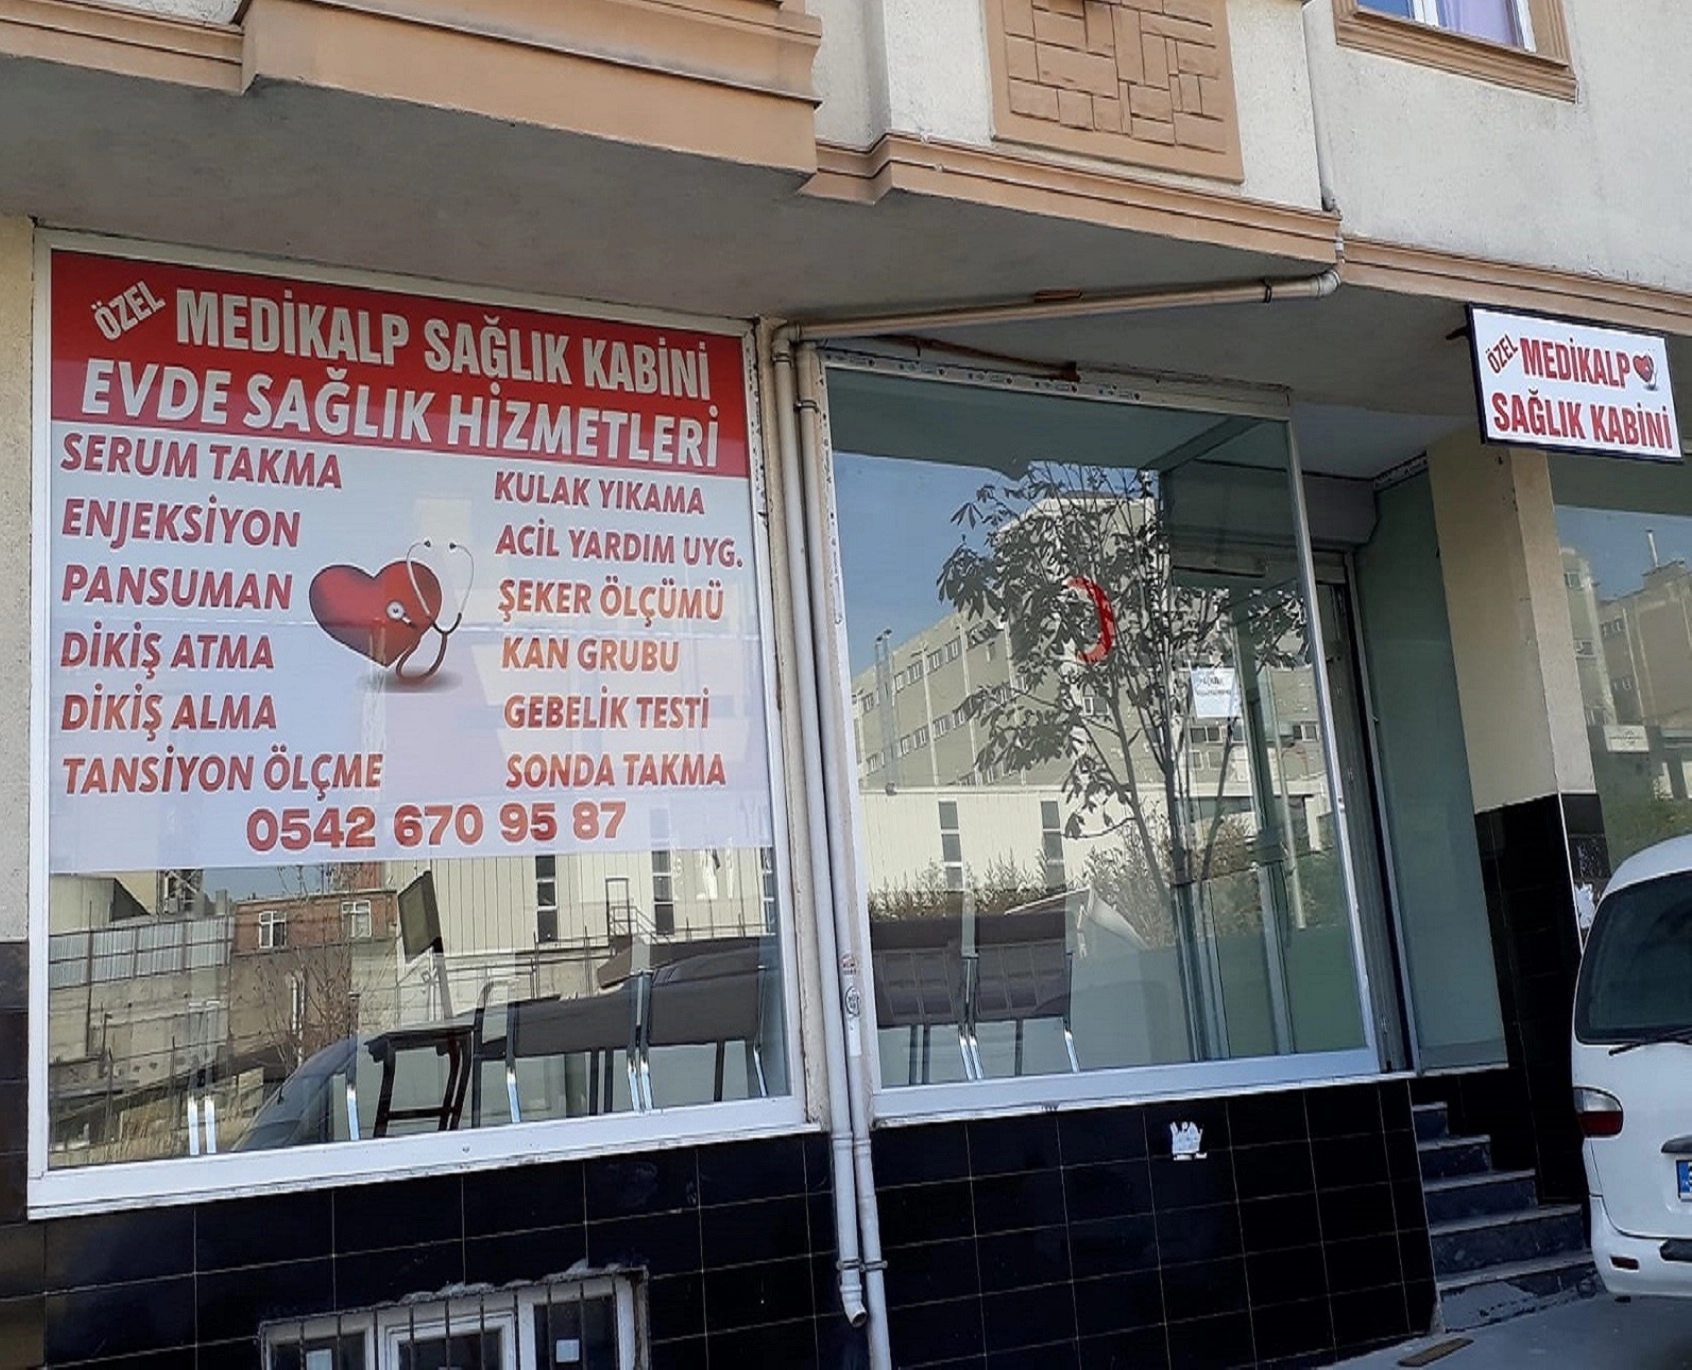 ÖZEL MEDİKALP SAĞLIK KABİNİ
EVDE SAĞLIK HİZMETLERİ
SERUM TAKMA
ENJEKSİYON
PANSUMAN
DİKİŞ ATMA
DİKİŞ ALMA
TANSİYON ÖLÇME
KULAK YIKAMA
ACİL YARDIM UYG.
ŞEKER ÖLÇÜMÜ
KAN GRUBU
GEBELİK TESTİ
SONDA TAKMA
0542 670 95 87
ÖZEL MEDİKALP
SAĞLIK KABİNİ